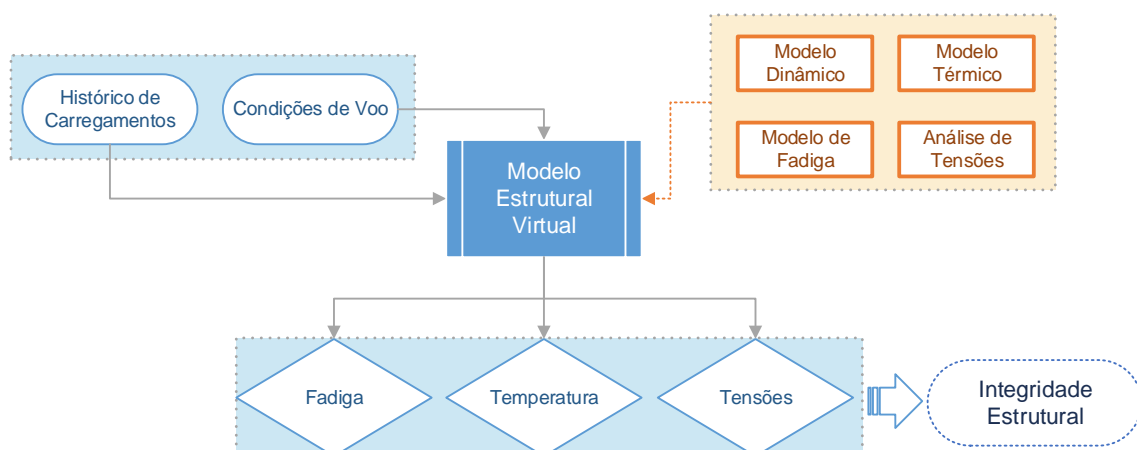 Histórico de
Carregamentos
Condições de Voo
Modelo
Dinâmico
Modelo
Térmico
Modelo de
Fadiga
Análise de
Tensões
Modelo
Estrutural
Virtual
Fadiga
Temperatura
Tensões
Integridade
Estrutural